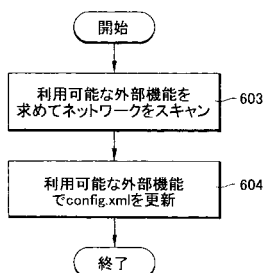 開始
利用可能な外部機能を
求めてネットワークをスキャン
603
利用可能な外部機能
でconfig.xmlを更新
604
終了